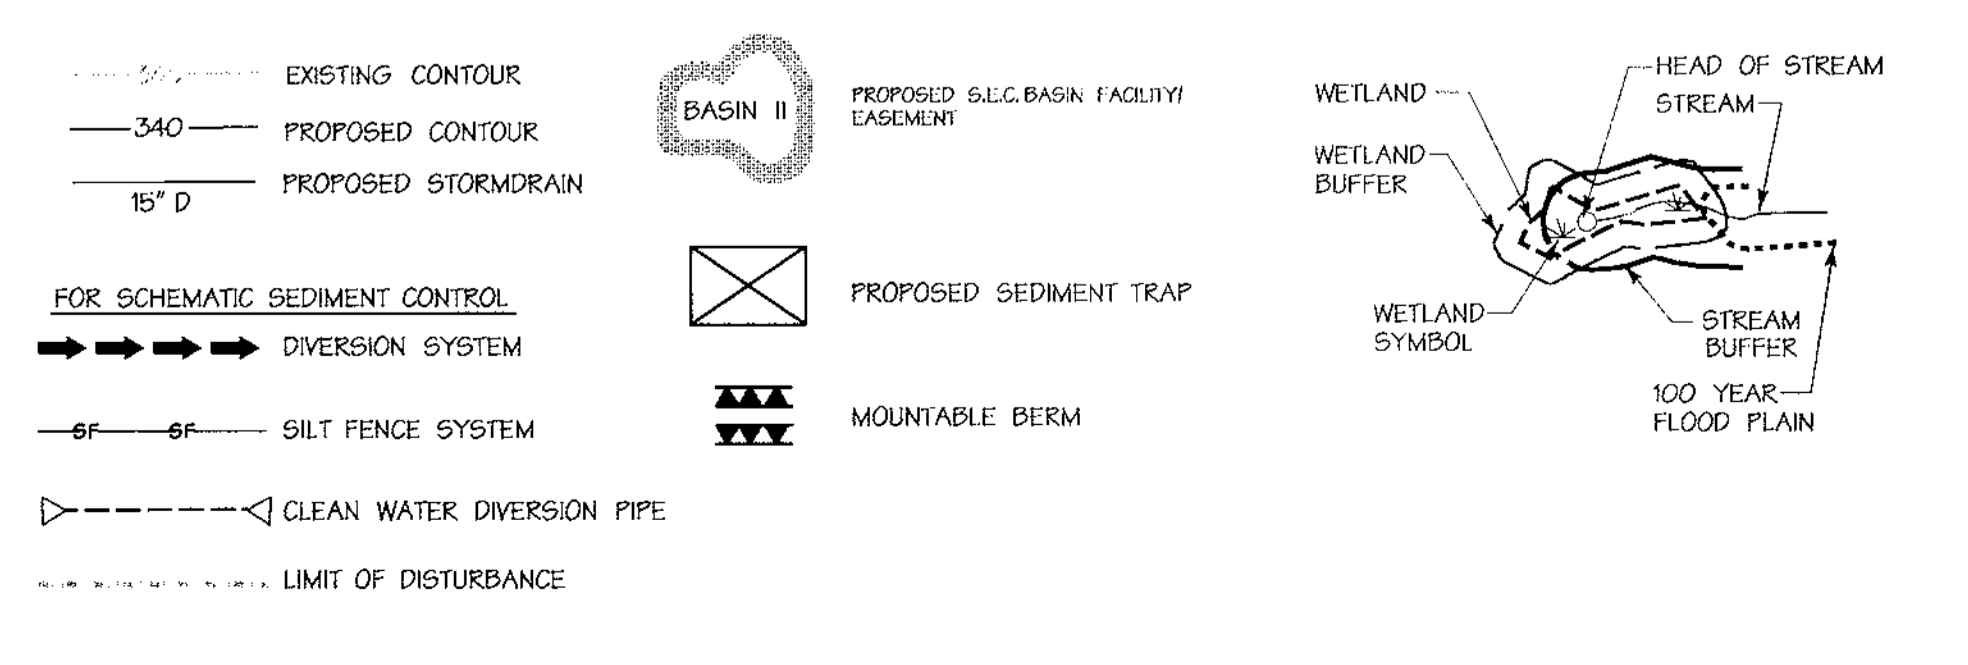 EXISTING CONTOUR
340
PROPOSED CONTOUR
PROPOSED STORMDRAIN
15" D
FOR SCHEMATIC SEDIMENT CONTROL
DIVERSION SYSTEM
SF SF
SILT FENCE SYSTEM
CLEAN WATER DIVERSION PIPE
LIMIT OF DISTURBANCE
BASIN II
PROPOSED S.E.C. BASIN FACILITY/
EASEMENT
PROPOSED SEDIMENT TRAP
MOUNTABLE BERM
HEAD OF STREAM
WETLAND
STREAM
WETLAND
BUFFER
WETLAND
SYMBOL
STREAM
BUFFER
100 YEAR
FLOOD PLAIN